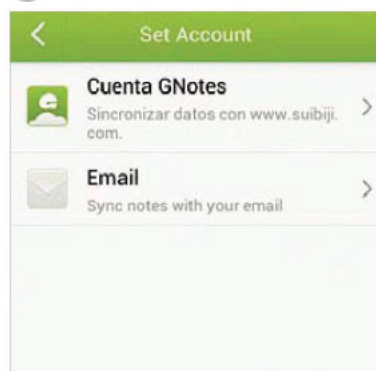 Set Account
Cuenta GNotes
Sincronizar datos con www.suibiji.
com.
Email
Sync notes with your email